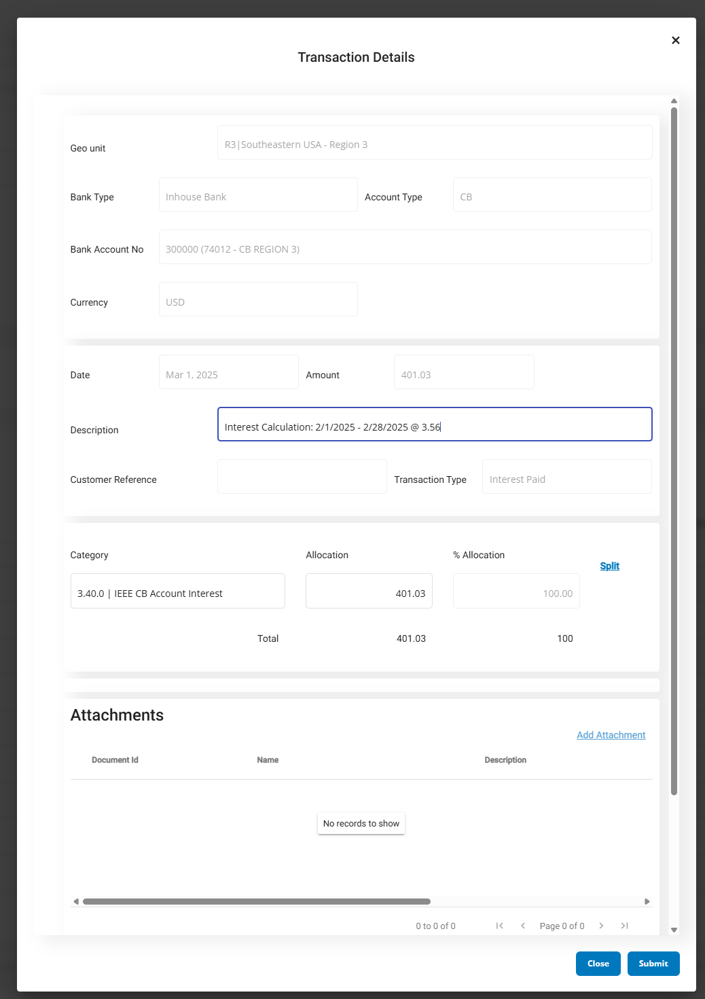 ×
Transaction Details
Geo unit
R3|Southeastern USA - Region 3
Bank Type
Inhouse Bank
Account Type
CB
Bank Account No
300000 (74012 - CB REGION 3)
Currency
USD
Date
Mar 1, 2025
Amount
401.03
Description
Interest Calculation: 2/1/2025 - 2/28/2025 @ 3.56
Customer Reference
Transaction Type
Interest Paid
Category
Allocation
% Allocation
Split
3.40.0 | IEEE CB Account Interest
401.03
100.00
Total
401.03
100
Attachments
Add Attachment
Document Id
Name
Description
No records to show
0 to 0 of 0
Page 0 of 0
Close
Submit